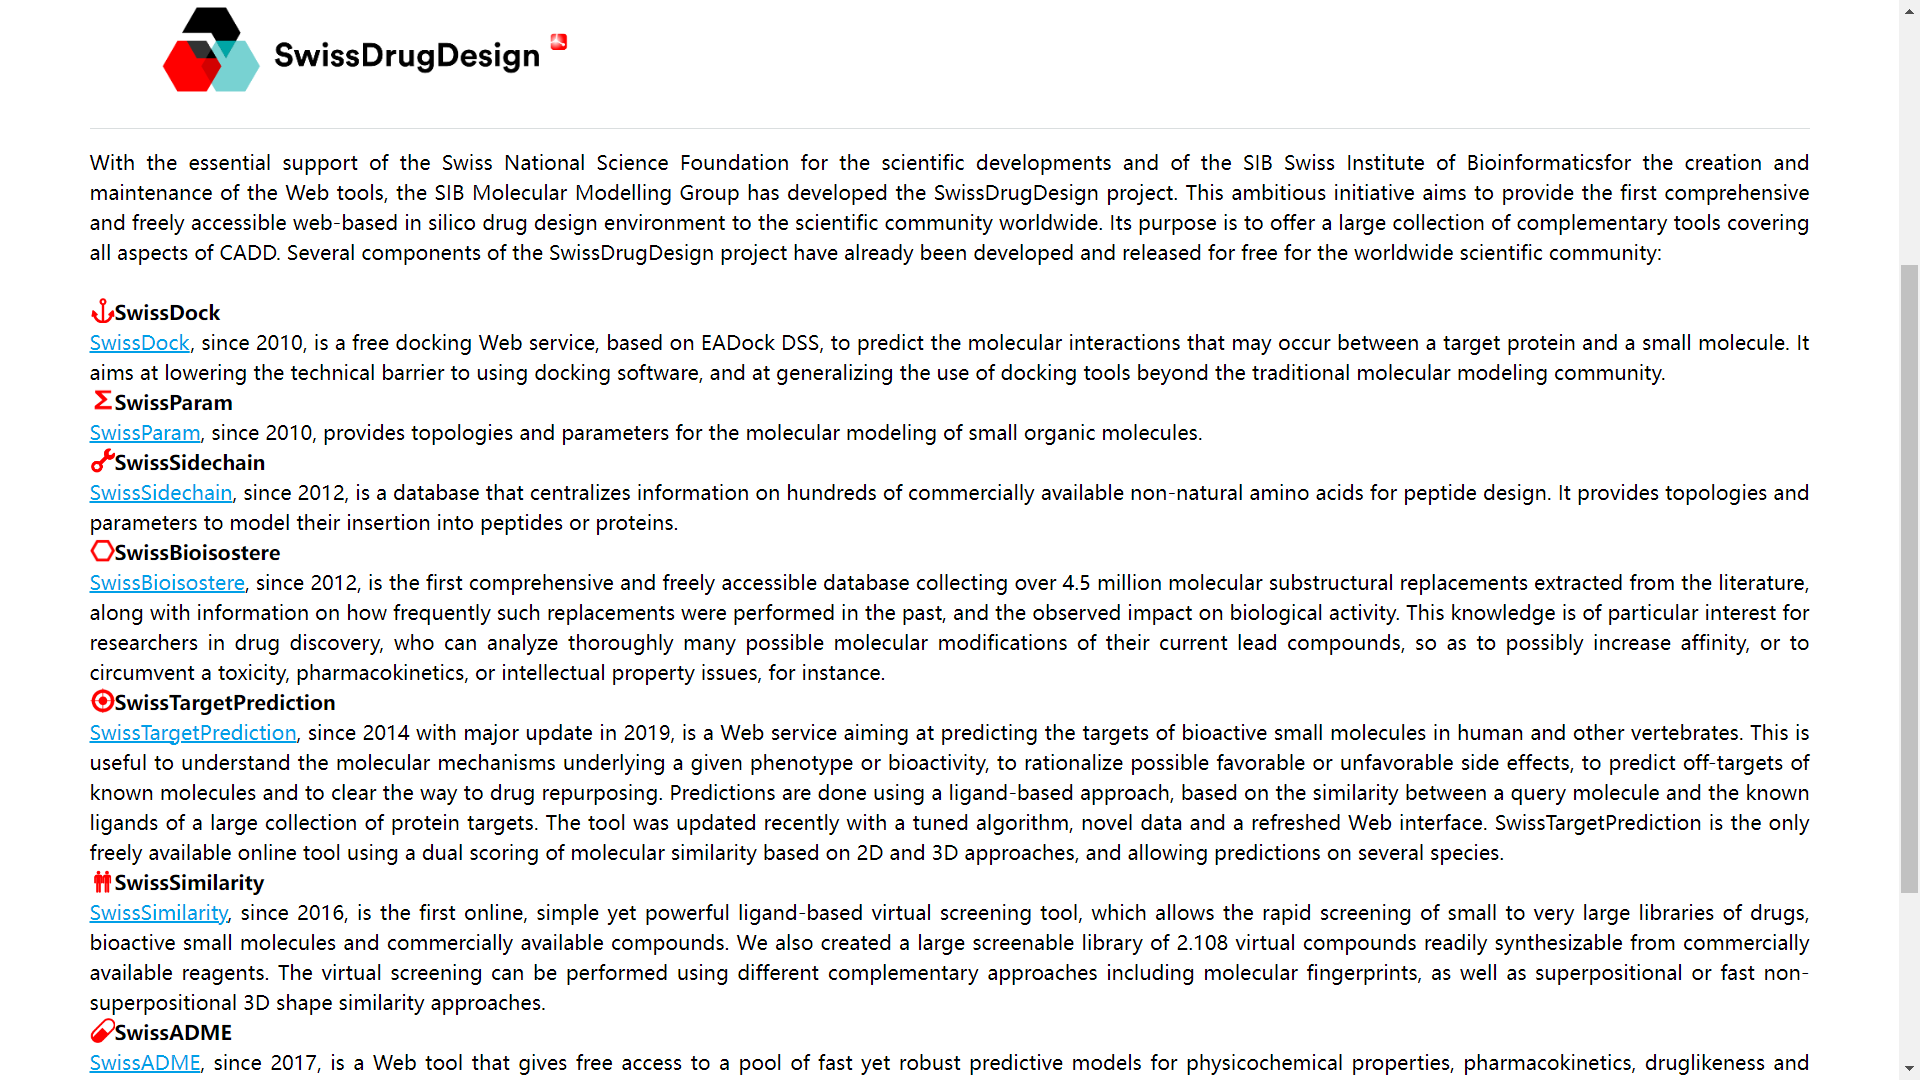 SwissDrugDesign
With the essential support of the Swiss National Science Foundation for the scientific developments and of the SIB Swiss Institute of Bioinformaticsfor the creation and
maintenance of the Web tools, the SIB Molecular Modelling Group has developed the SwissDrugDesign project. This ambitious initiative aims to provide the first comprehensive
and freely accessible web-based in silico drug design environment to the scientific community worldwide. Its purpose is to offer a large collection of complementary tools covering
all aspects of CADD. Several components of the SwissDrugDesign project have already been developed and released for free for the worldwide scientific community:
SwissDock
SwissDock, since 2010, is a free docking Web service, based on EADock DSS, to predict the molecular interactions that may occur between a target protein and a small molecule. It
aims at lowering the technical barrier to using docking software, and at generalizing the use of docking tools beyond the traditional molecular modeling community.
SwissParam
SwissParam, since 2010, provides topologies and parameters for the molecular modeling of small organic molecules.
SwissSidechain
SwissSidechain, since 2012, is a database that centralizes information on hundreds of commercially available non-natural amino acids for peptide design. It provides topologies and
parameters to model their insertion into peptides or proteins.
SwissBioisostere
SwissBioisostere, since 2012, is the first comprehensive and freely accessible database collecting over 4.5 million molecular substructural replacements extracted from the literature,
along with information on how frequently such replacements were performed in the past, and the observed impact on biological activity. This knowledge is of particular interest for
researchers in drug discovery, who can analyze thoroughly many possible molecular modifications of their current lead compounds, so as to possibly increase affinity, or to
circumvent a toxicity, pharmacokinetics, or intellectual property issues, for instance.
SwissTargetPrediction
SwissTargetPrediction, since 2014 with major update in 2019, is a Web service aiming at predicting the targets of bioactive small molecules in human and other vertebrates. This is
useful to understand the molecular mechanisms underlying a given phenotype or bioactivity, to rationalize possible favorable or unfavorable side effects, to predict off-targets of
known molecules and to clear the way to drug repurposing. Predictions are done using a ligand-based approach, based on the similarity between a query molecule and the known
ligands of a large collection of protein targets. The tool was updated recently with a tuned algorithm, novel data and a refreshed Web interface. SwissTargetPrediction is the only
freely available online tool using a dual scoring of molecular similarity based on 2D and 3D approaches, and allowing predictions on several species.
SwissSimilarity
SwissSimilarity, since 2016, is the first online, simple yet powerful ligand-based virtual screening tool, which allows the rapid screening of small to very large libraries of drugs,
bioactive small molecules and commercially available compounds. We also created a large screenable library of 2.108 virtual compounds readily synthesizable from commercially
available reagents. The virtual screening can be performed using different complementary approaches including molecular fingerprints, as well as superpositional or fast non-
superpositional 3D shape similarity approaches.
SwissADME
SwissADME, since 2017, is a Web tool that gives free access to a pool of fast yet robust predictive models for physicochemical properties, pharmacokinetics, druglikeness and